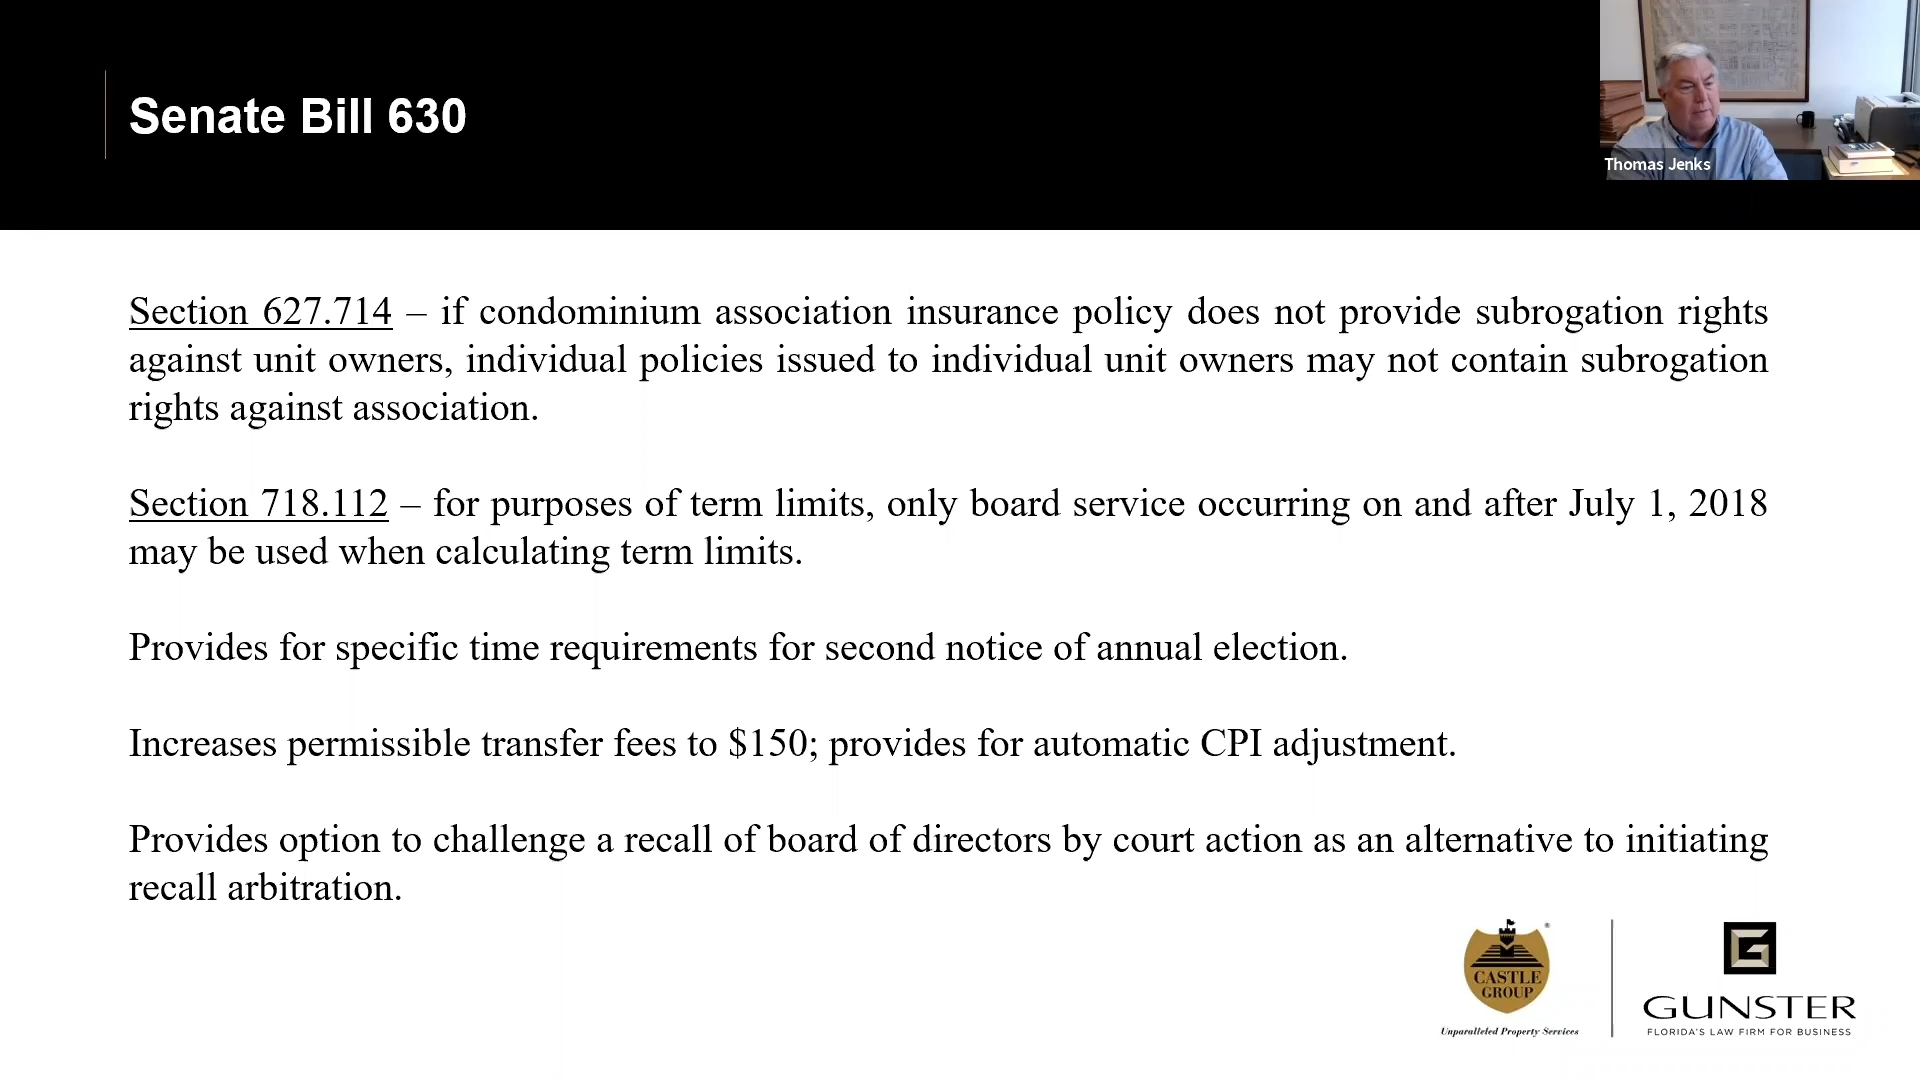 Senate Bill 630
Thomas Jenks
Section 627.714 – if condominium association insurance policy does not provide subrogation rights
against unit owners, individual policies issued to individual unit owners may not contain subrogation
rights against association.
Section 718.112 – for purposes of term limits, only board service occurring on and after July 1, 2018
may be used when calculating term limits.
Provides for specific time requirements for second notice of annual election.
Increases permissible transfer fees to $150; provides for automatic CPI adjustment.
Provides option to challenge a recall of board of directors by court action as an alternative to initiating
recall arbitration.
CASTLE
GROUP
®
Unparalleled Property Services
G
GUNSTER
FLORIDA'S LAW FIRM FOR BUSINESS